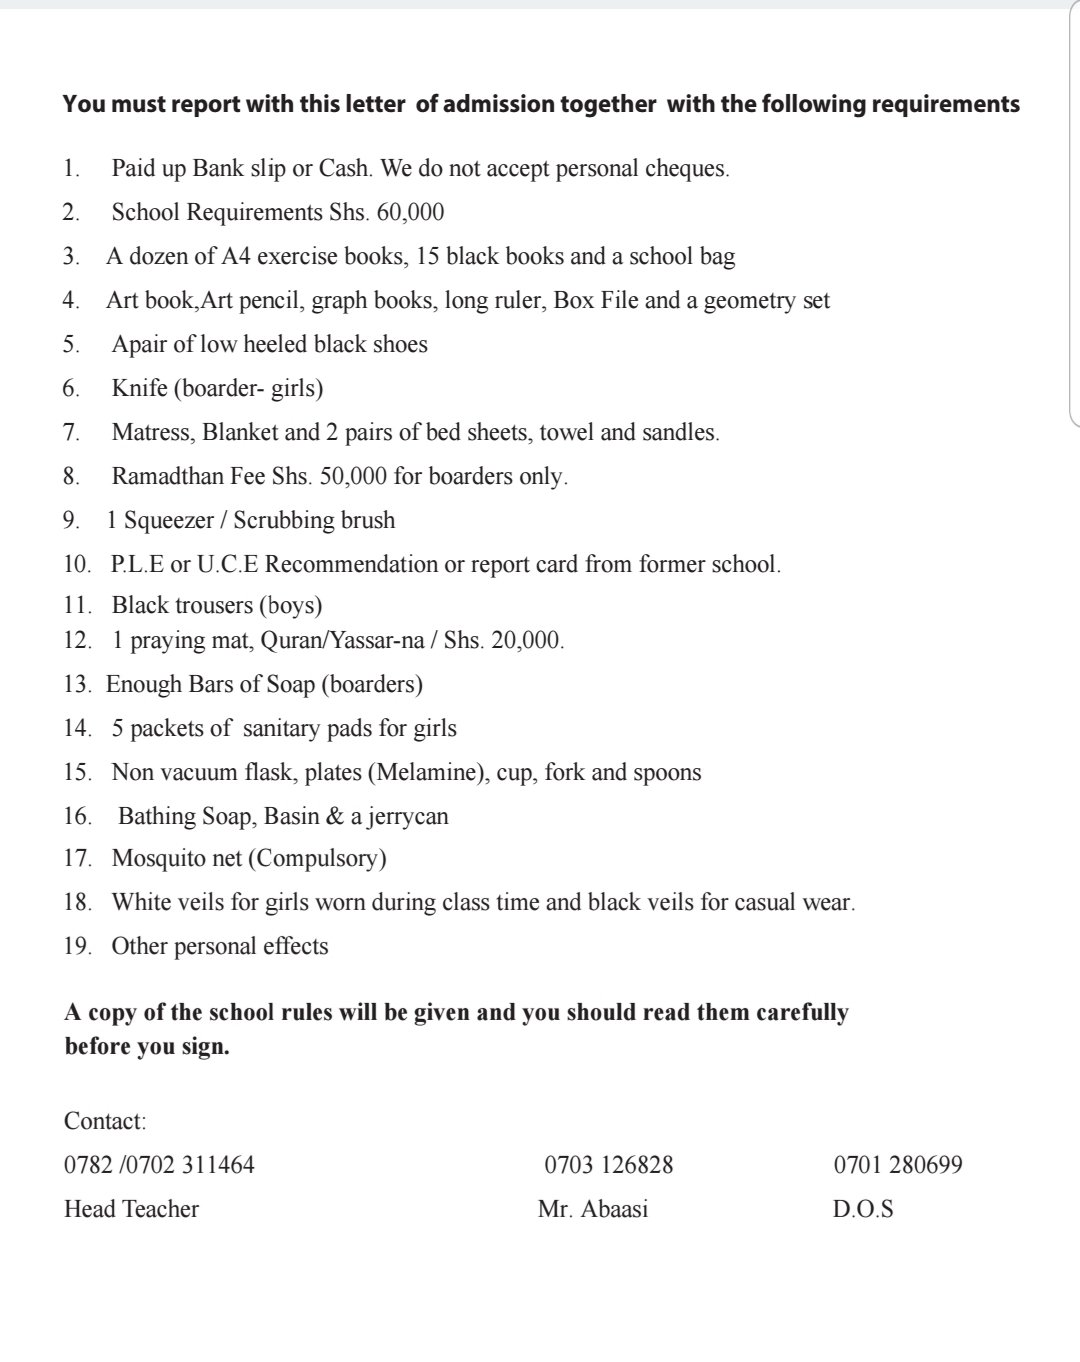 You must report with this letter of admission together with the following requirements
1. Paid up Bank slip or Cash. We do not accept personal cheques.
2. School Requirements Shs. 60,000
3. A dozen of A4 exercise books, 15 black books and a school bag
4. Art book,Art pencil, graph books, long ruler, Box File and a geometry set
5. Apair of low heeled black shoes
6. Knife (boarder- girls)
7. Matress, Blanket and 2 pairs of bed sheets, towel and sandles.
8. Ramadthan Fee Shs. 50,000 for boarders only.
9. 1 Squeezer / Scrubbing brush
10. P.L.E or U.C.E Recommendation or report card from former school.
11. Black trousers (boys)
12. 1 praying mat, Quran/Yassar-na / Shs. 20,000.
13. Enough Bars of Soap (boarders)
14. 5 packets of sanitary pads for girls
15. Non vacuum flask, plates (Melamine), cup, fork and spoons
16. Bathing Soap, Basin & a jerrycan
17. Mosquito net (Compulsory)
18. White veils for girls worn during class time and black veils for casual wear.
19. Other personal effects
A copy of the school rules will be given and you should read them carefully
before you sign.
Contact:
0782 /0702 311464 0703 126828 0701 280699
Head Teacher Mr. Abaasi D.O.S